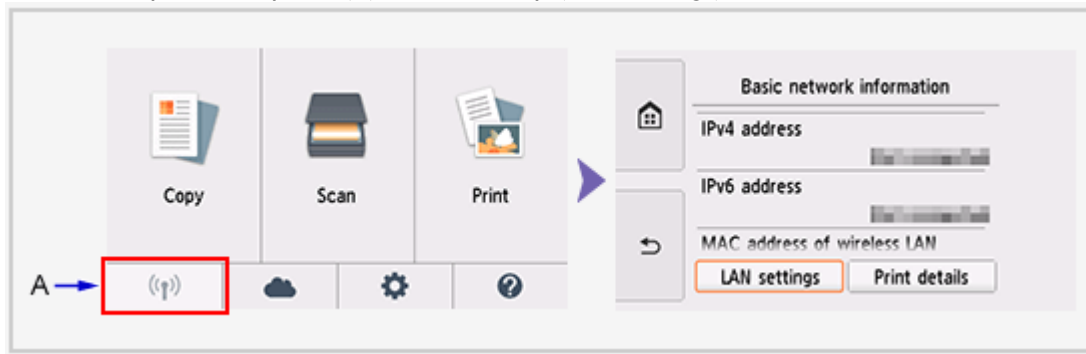 Copy
Scan
Print
A
Basic network information
IPv4 address
IPv6 address
MAC address of wireless LAN
LAN settings
Print details